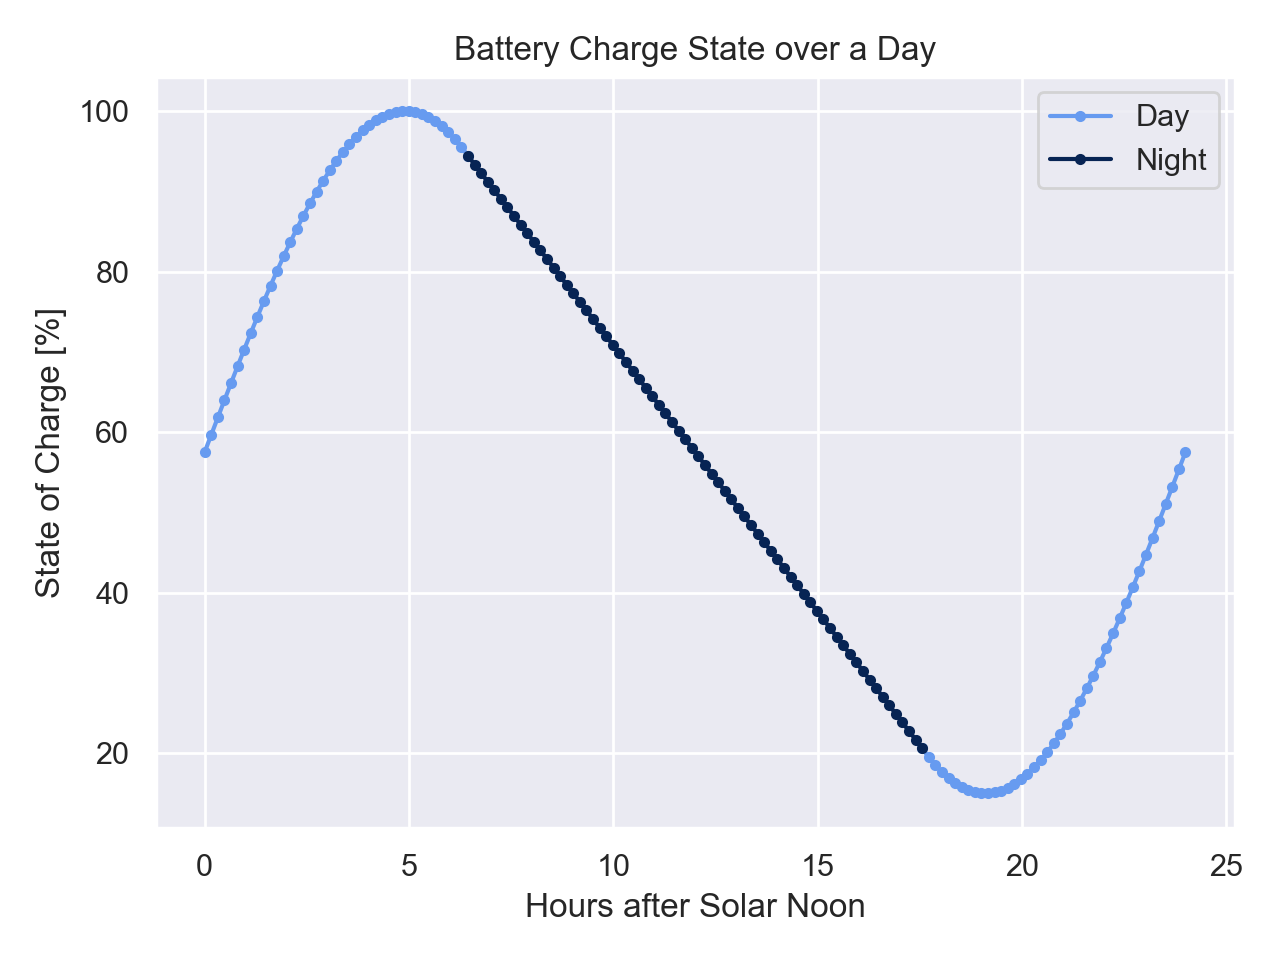 Battery Charge State over a Day
Day
Night
State of Charge [%]
100
80
60
40
20
0 5 10 15 20 25
Hours after Solar Noon